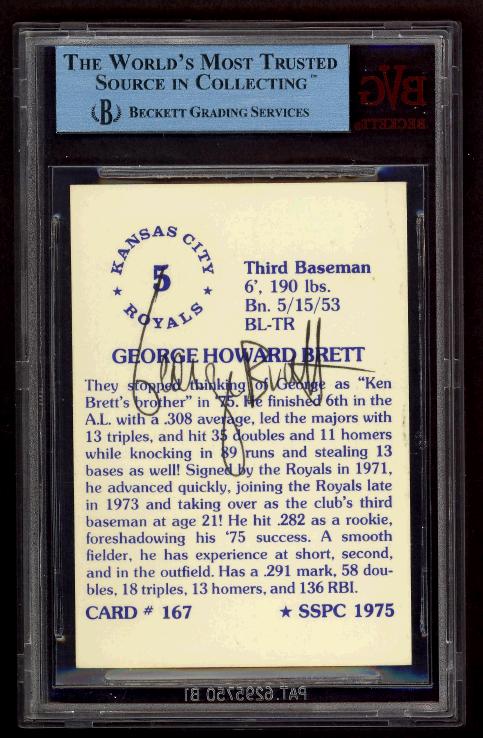 THE WORLD'S MOST TRUSTED
SOURCE IN COLLECTING™
B BECKETT GRADING SERVICES
BVG
BECKETT
KANSAS CITY
5
★ ROYALS ★
Third Baseman
6', 190 lbs.
Bn. 5/15/53
BL-TR
GEORGE HOWARD BRETT
George Brett
They stopped thinking of George as "Ken
Brett's brother" in '75. He finished 6th in the
A.L. with a .308 average, led the majors with
13 triples, and hit 35 doubles and 11 homers
while knocking in 89 runs and stealing 13
bases as well! Signed by the Royals in 1971,
he advanced quickly, joining the Royals late
in 1973 and taking over as the club's third
baseman at age 21! He hit .282 as a rookie,
foreshadowing his '75 success. A smooth
fielder, he has experience at short, second,
and in the outfield. Has a .291 mark, 58 dou-
bles, 18 triples, 13 homers, and 136 RBI.
CARD # 167 ★ SSPC 1975
PAT. 6295750 B1